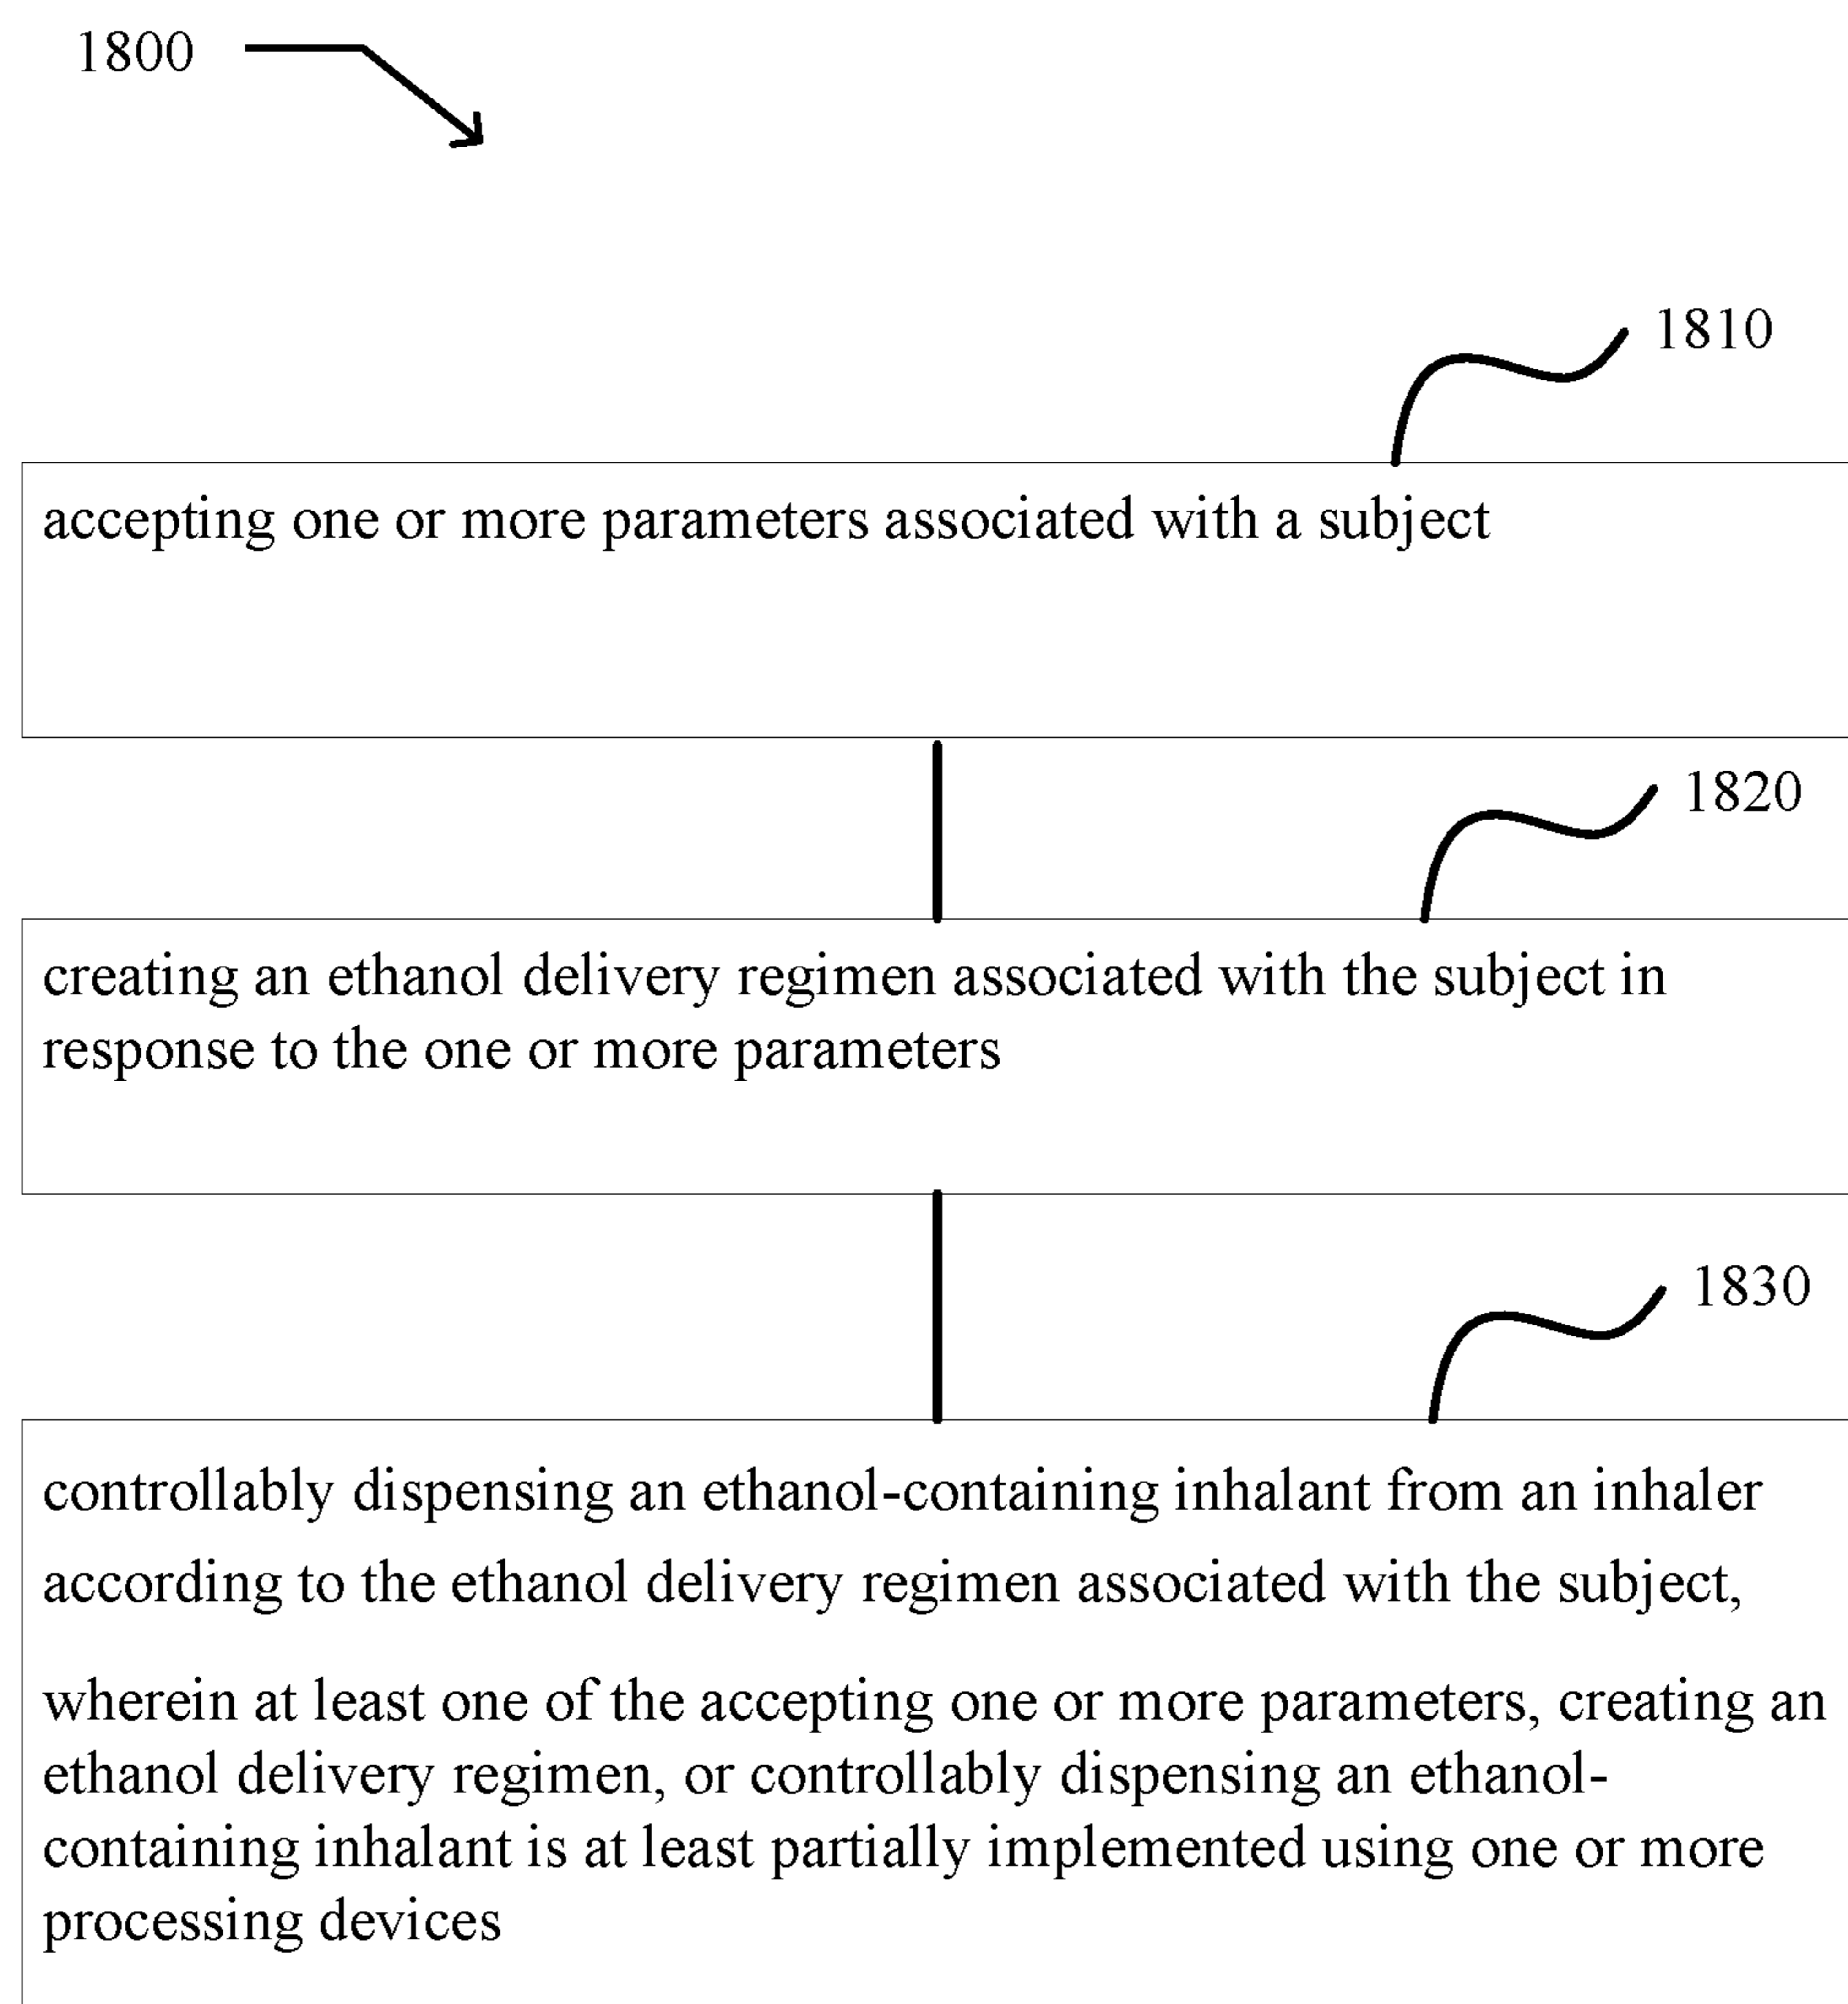 1800
1810
accepting one or more parameters associated with a subject
1820
creating an ethanol delivery regimen associated with the subject in
response to the one or more parameters
1830
controllably dispensing an ethanol-containing inhalant from an inhaler
according to the ethanol delivery regimen associated with the subject,
wherein at least one of the accepting one or more parameters, creating an
ethanol delivery regimen, or controllably dispensing an ethanol-
containing inhalant is at least partially implemented using one or more
processing devices